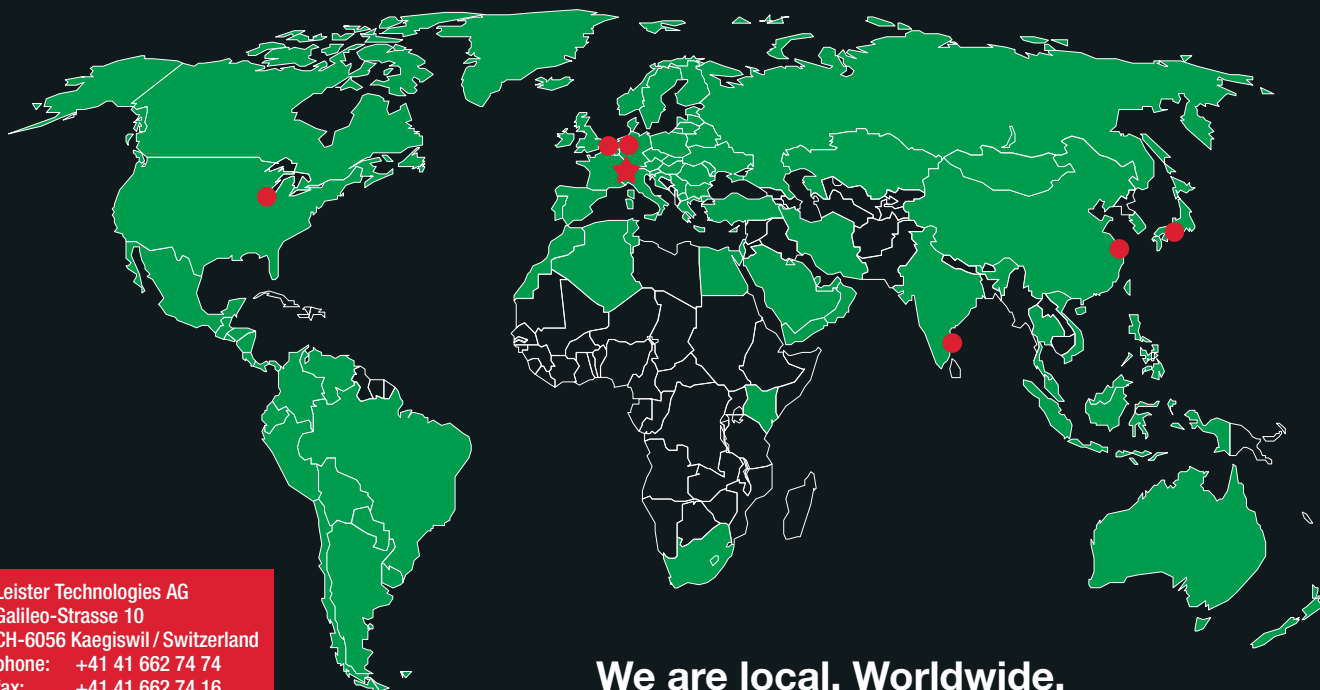 Leister Technologies AG
Galileo-Strasse 10
CH-6056 Kaegiswil / Switzerland
phone: +41 41 662 74 74
fax: +41 41 662 74 16
We are local. Worldwide.